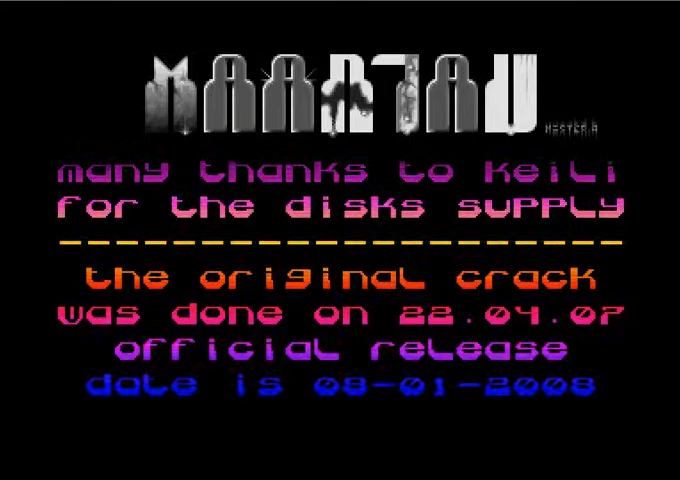 MAARTAU
many thanks to keili
for the disks supply
--------------------
the original crack
was done on 22.04.07
official release
date is 08-01-2008